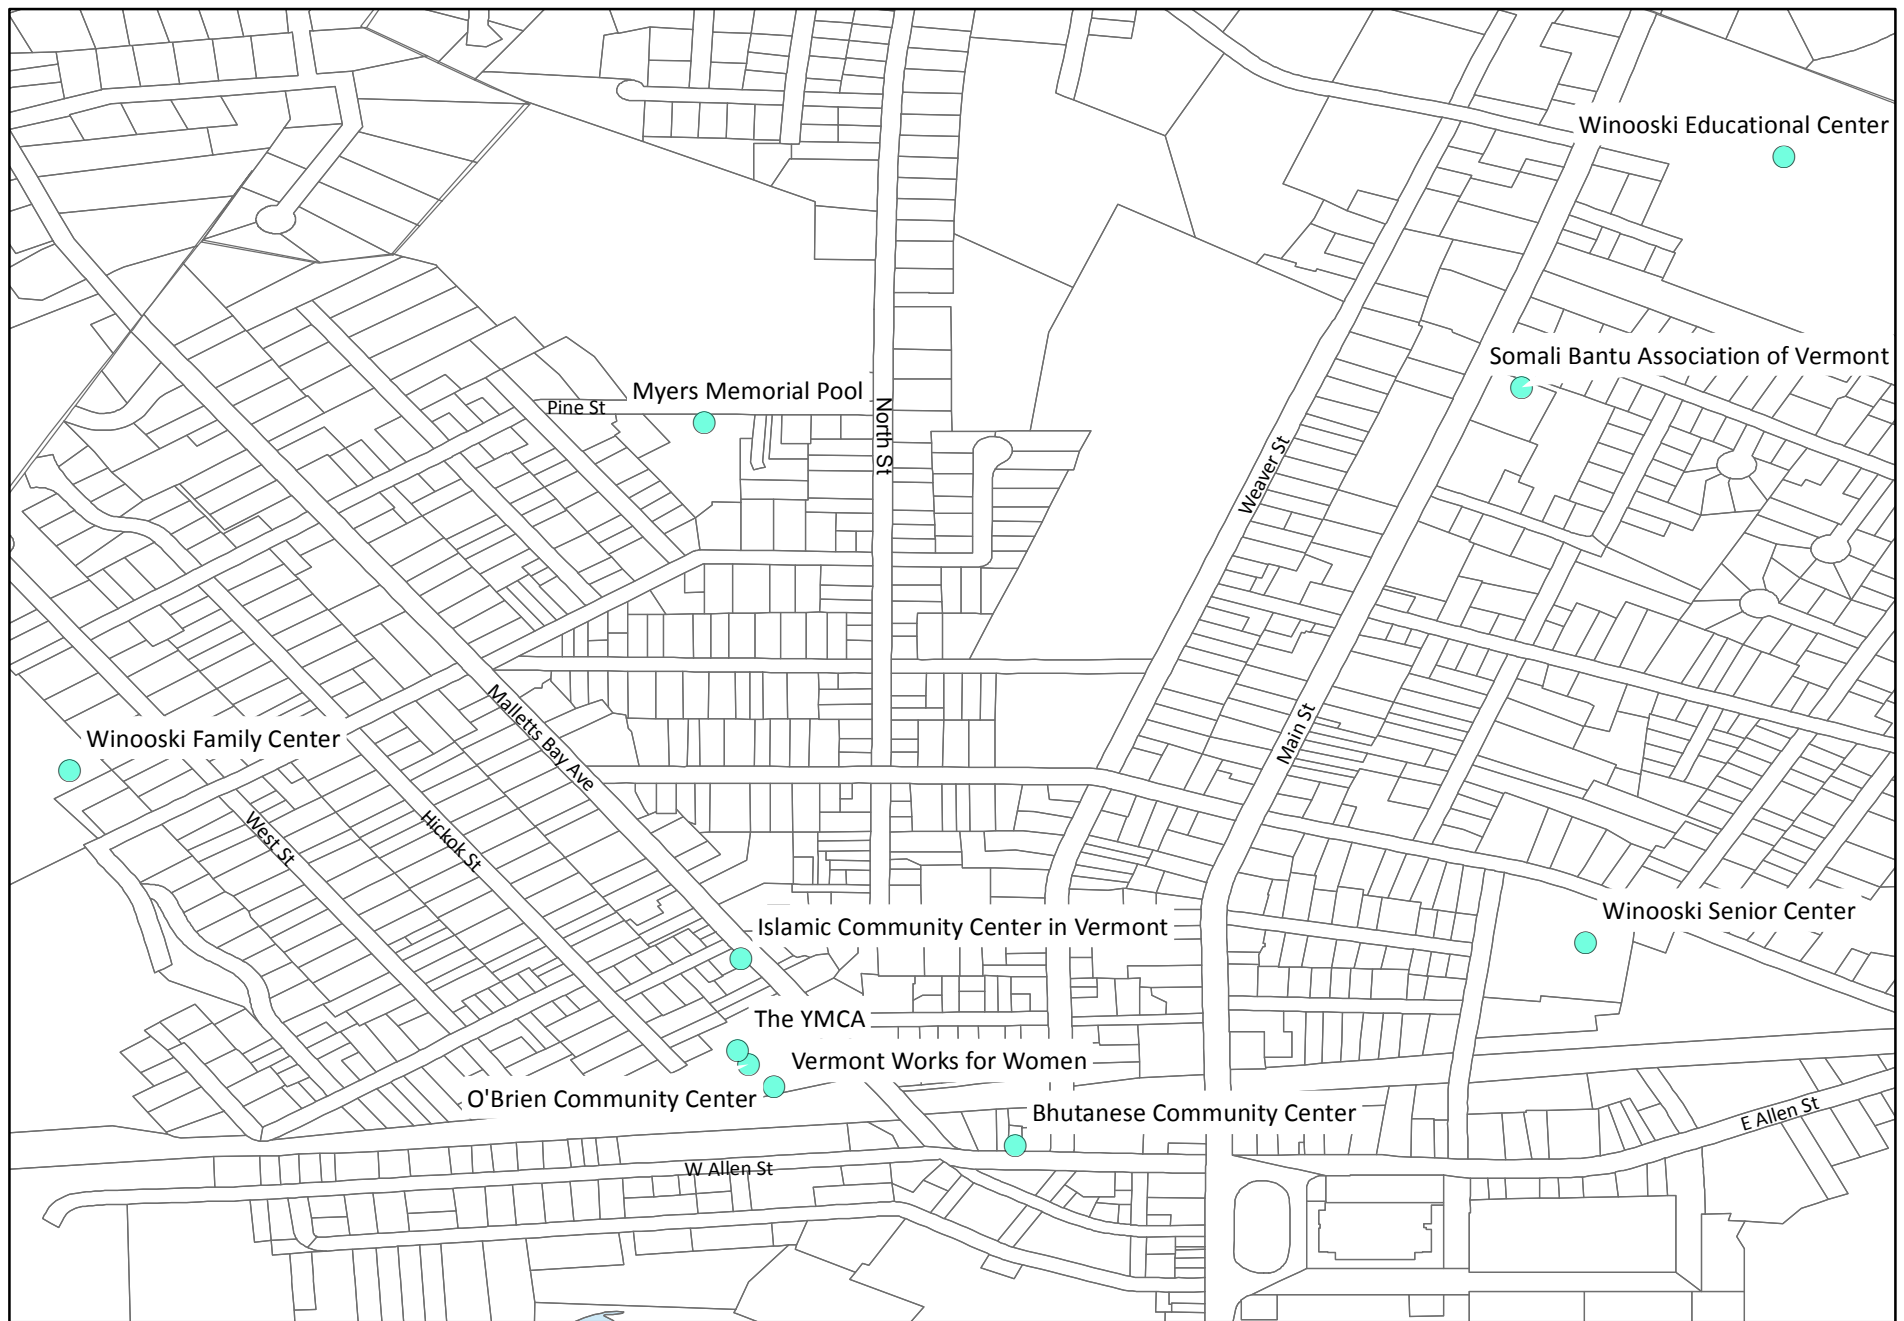 Winooski Educational Center
Somali Bantu Association of Vermont
Myers Memorial Pool
Pine St
North St
Weaver St
Malletts Bay Ave
Main St
Winooski Family Center
West St
Hickok St
Islamic Community Center in Vermont
Winooski Senior Center
The YMCA
Vermont Works for Women
O'Brien Community Center
Bhutanese Community Center
E Allen St
W Allen St